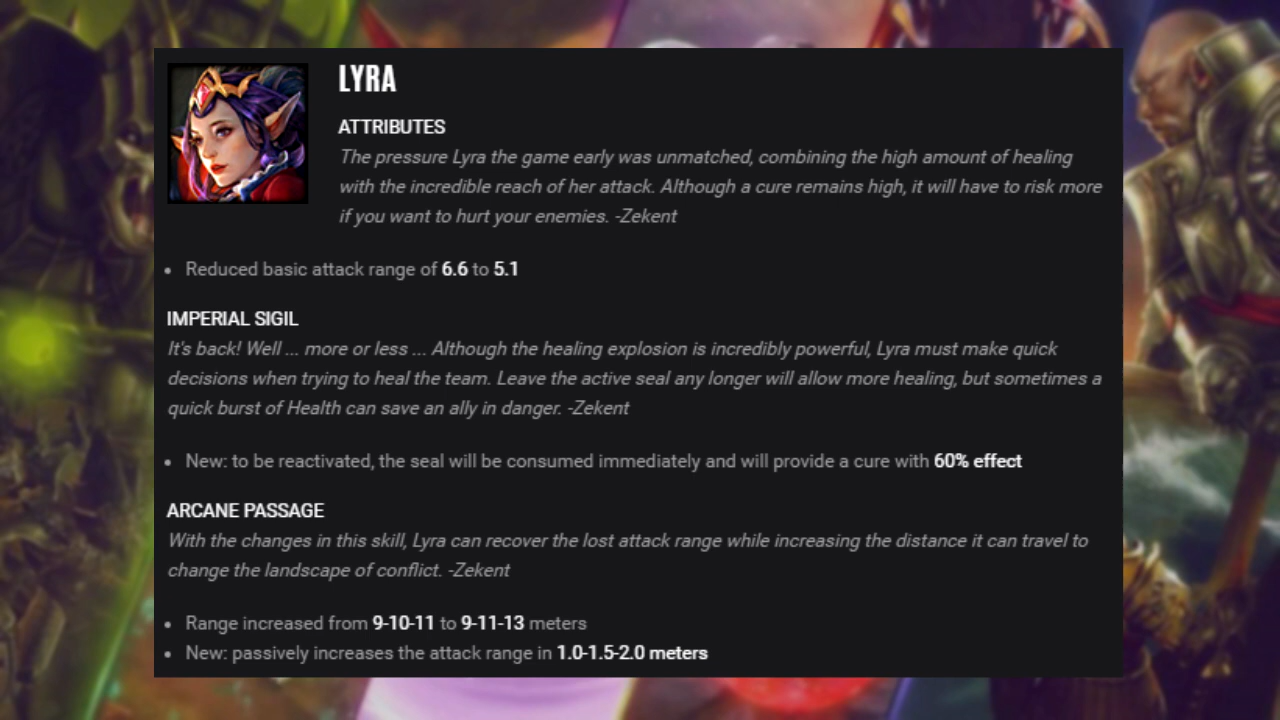 LYRA
ATTRIBUTES
The pressure Lyra the game early was unmatched, combining the high amount of healing
with the incredible reach of her attack. Although a cure remains high, it will have to risk more
if you want to hurt your enemies. -Zekent
• Reduced basic attack range of 6.6 to 5.1
IMPERIAL SIGIL
It's back! Well ... more or less ... Although the healing explosion is incredibly powerful, Lyra must make quick
decisions when trying to heal the team. Leave the active seal any longer will allow more healing, but sometimes a
quick burst of Health can save an ally in danger. -Zekent
• New: to be reactivated, the seal will be consumed immediately and will provide a cure with 60% effect
ARCANE PASSAGE
With the changes in this skill, Lyra can recover the lost attack range while increasing the distance it can travel to
change the landscape of conflict. -Zekent
• Range increased from 9-10-11 to 9-11-13 meters
• New: passively increases the attack range in 1.0-1.5-2.0 meters